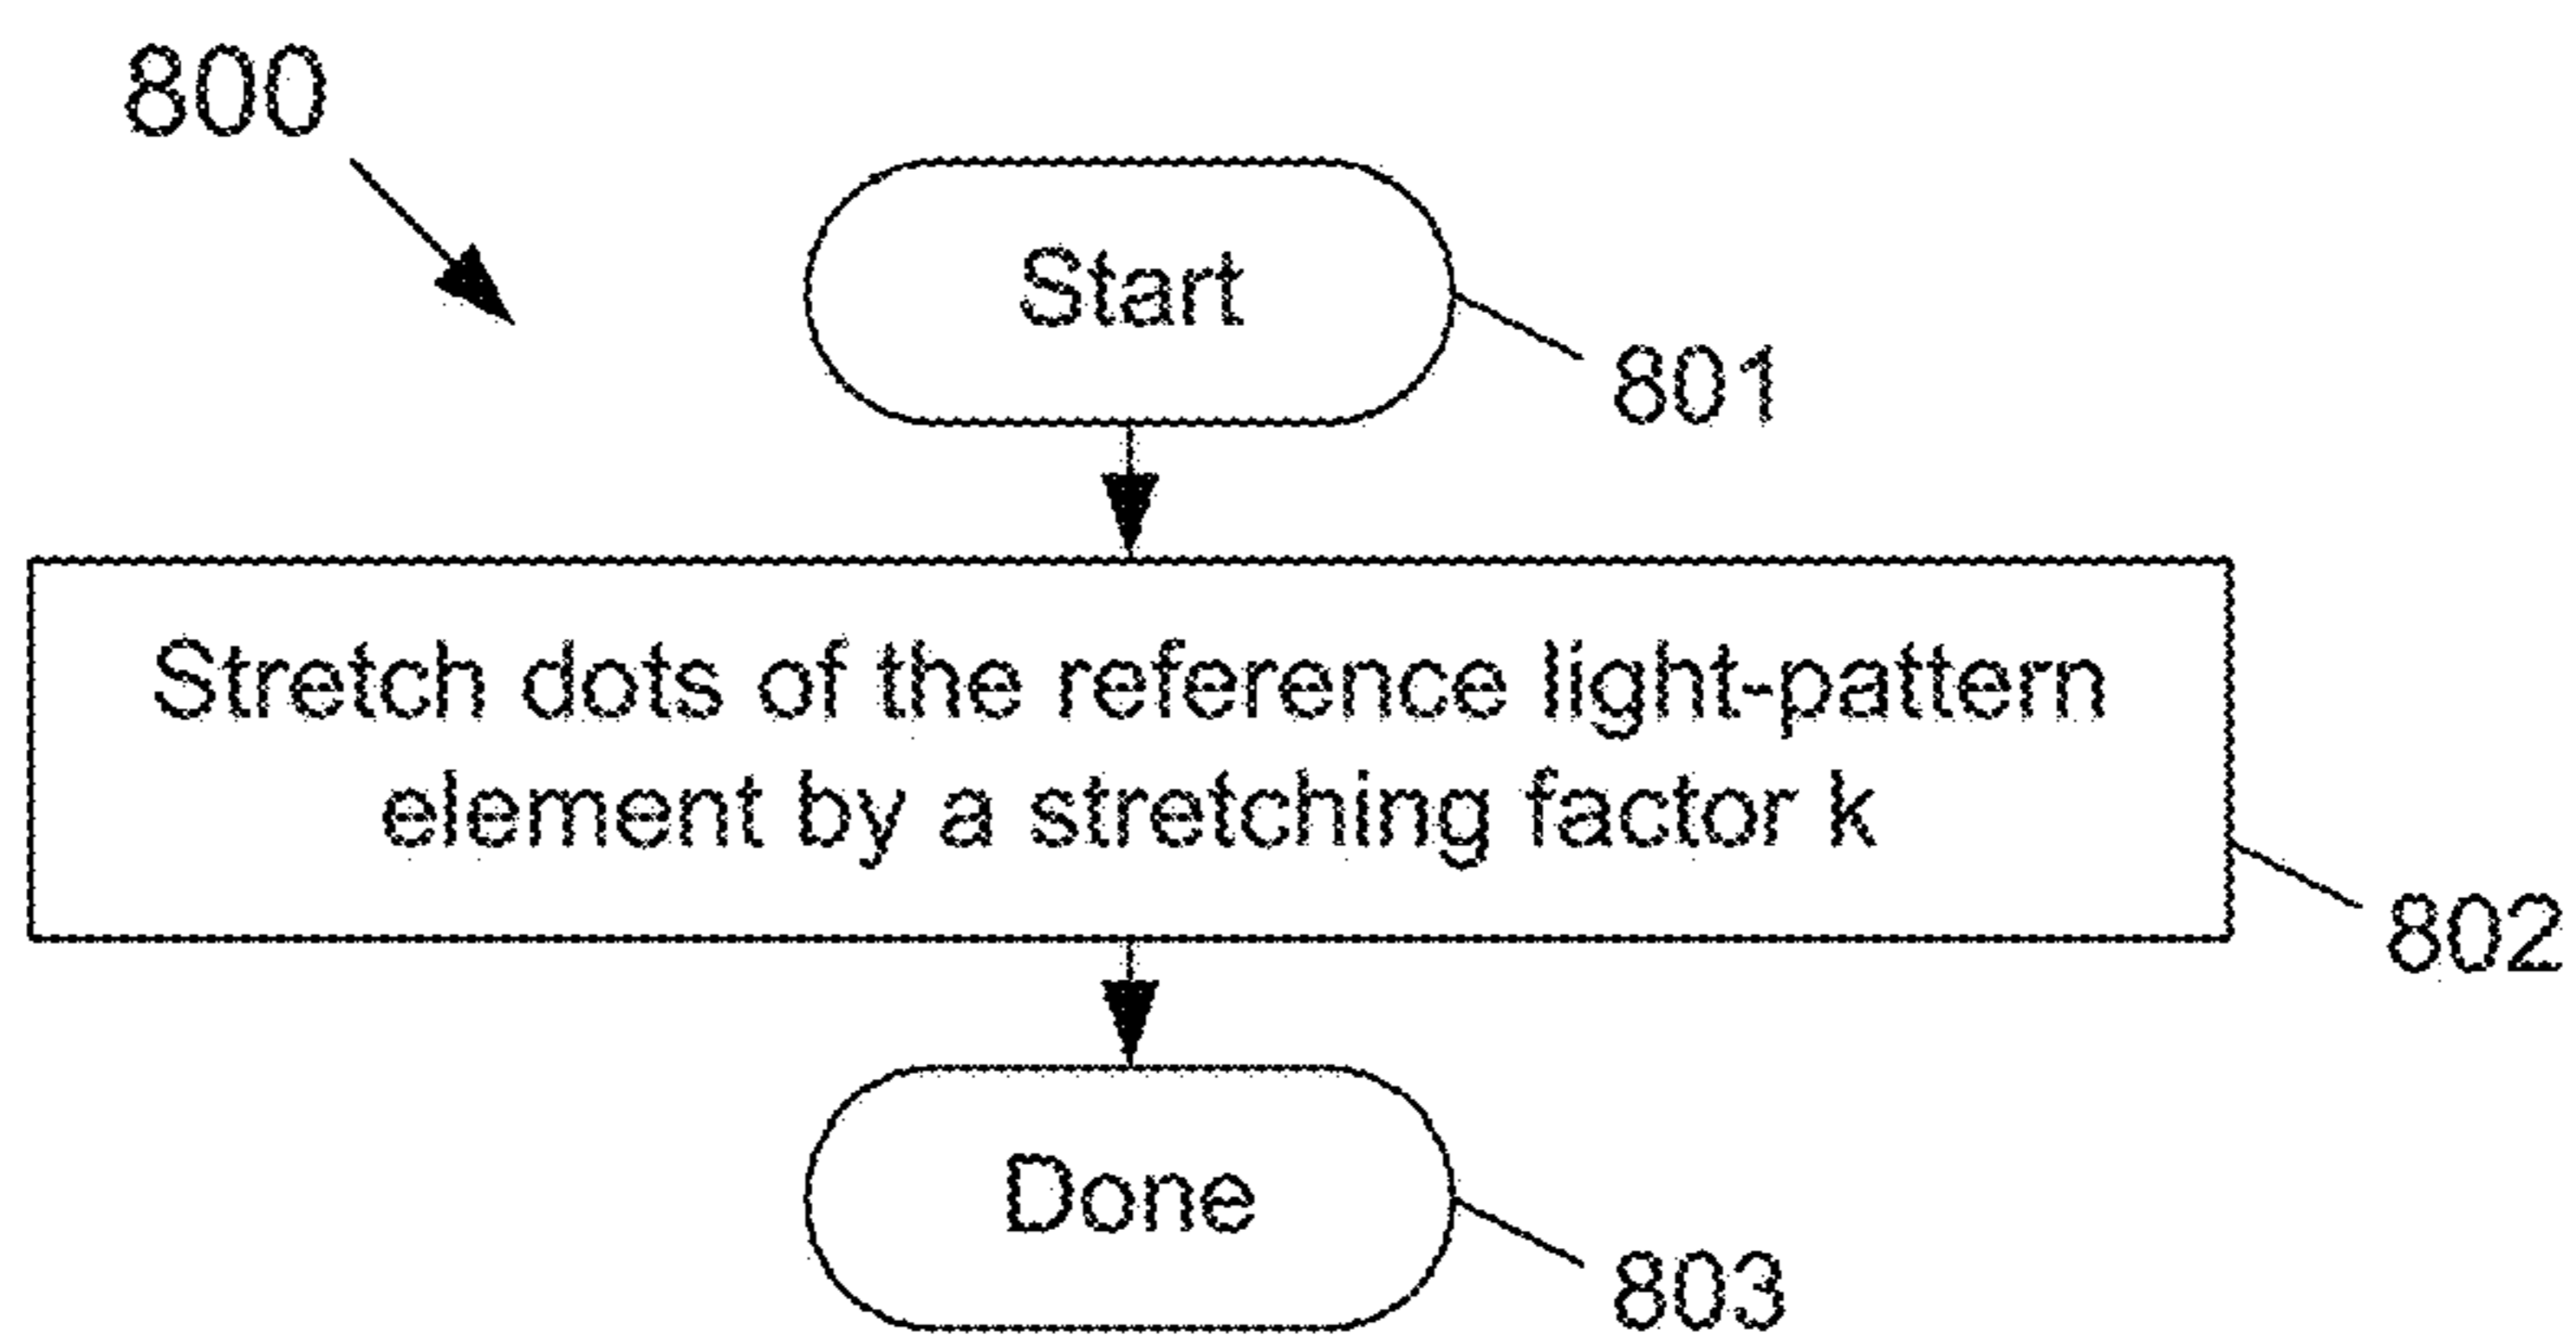 800
Start
801
Stretch dots of the reference light-pattern
element by a stretching factor k
802
Done
803